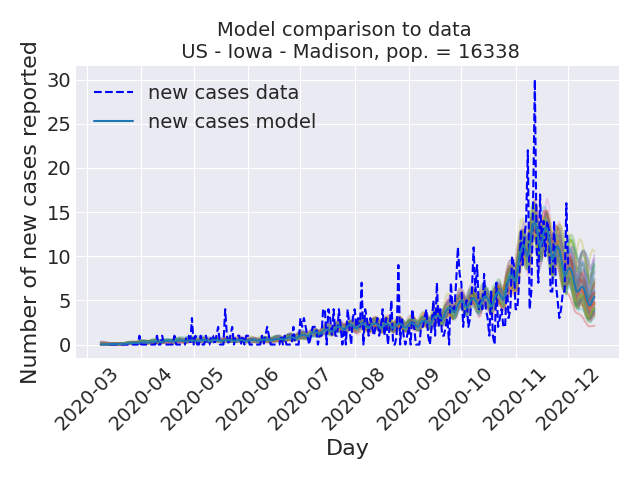 Model comparison to data
US - Iowa - Madison, pop. = 16338
Number of new cases reported
30
25
20
15
10
5
0
new cases data
new cases model
2020-03
2020-04
2020-05
2020-06
2020-07
2020-08
2020-09
2020-10
2020-11
2020-12
Day